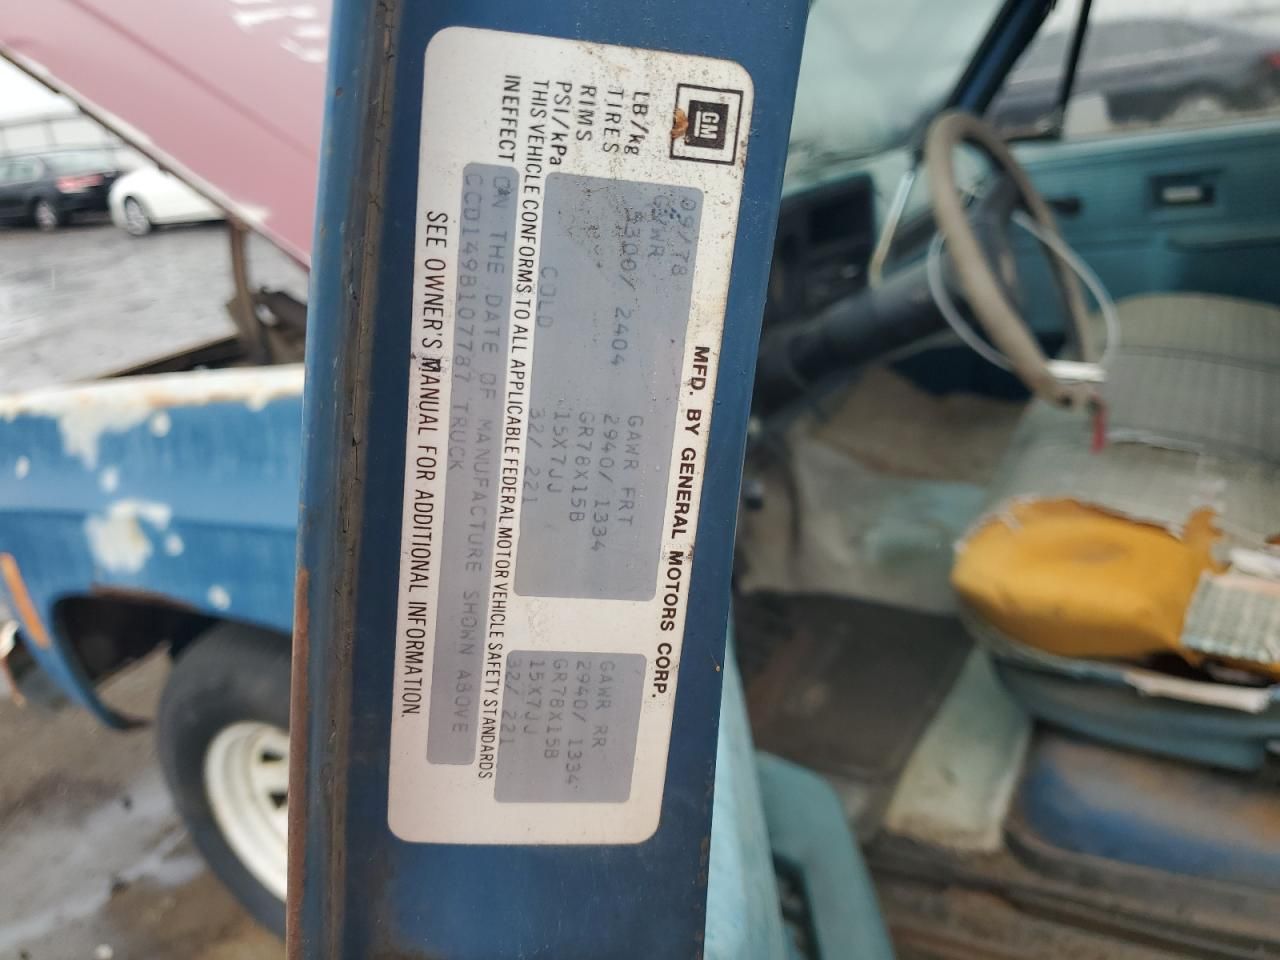 GM
MFD. BY GENERAL MOTORS CORP.
09/78
GVWR GAWR FRT GAWR RR
LB/kg 5300/ 2404 2940/ 1334 2940/ 1334
TIRES GR78X15B GR78X15B
RIMS 15X7JJ 15X7JJ
PSI/kPa COLD 32/ 221 32/ 221
THIS VEHICLE CONFORMS TO ALL APPLICABLE FEDERAL MOTOR VEHICLE SAFETY STANDARDS
IN EFFECT ON THE DATE OF MANUFACTURE SHOWN ABOVE
CCD149B107787 TRUCK
SEE OWNER'S MANUAL FOR ADDITIONAL INFORMATION.